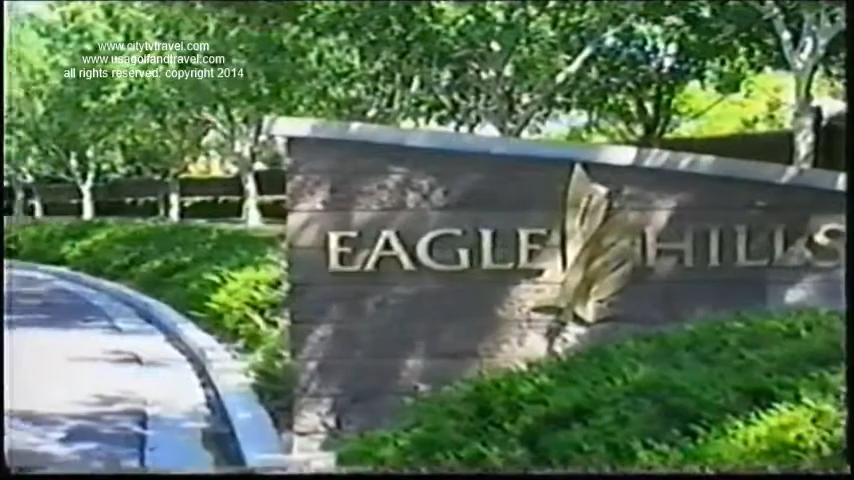 www.citytvtravel.com
www.usagolfandtravel.com
all rights reserved. copyright 2014
EAGLE HILLS